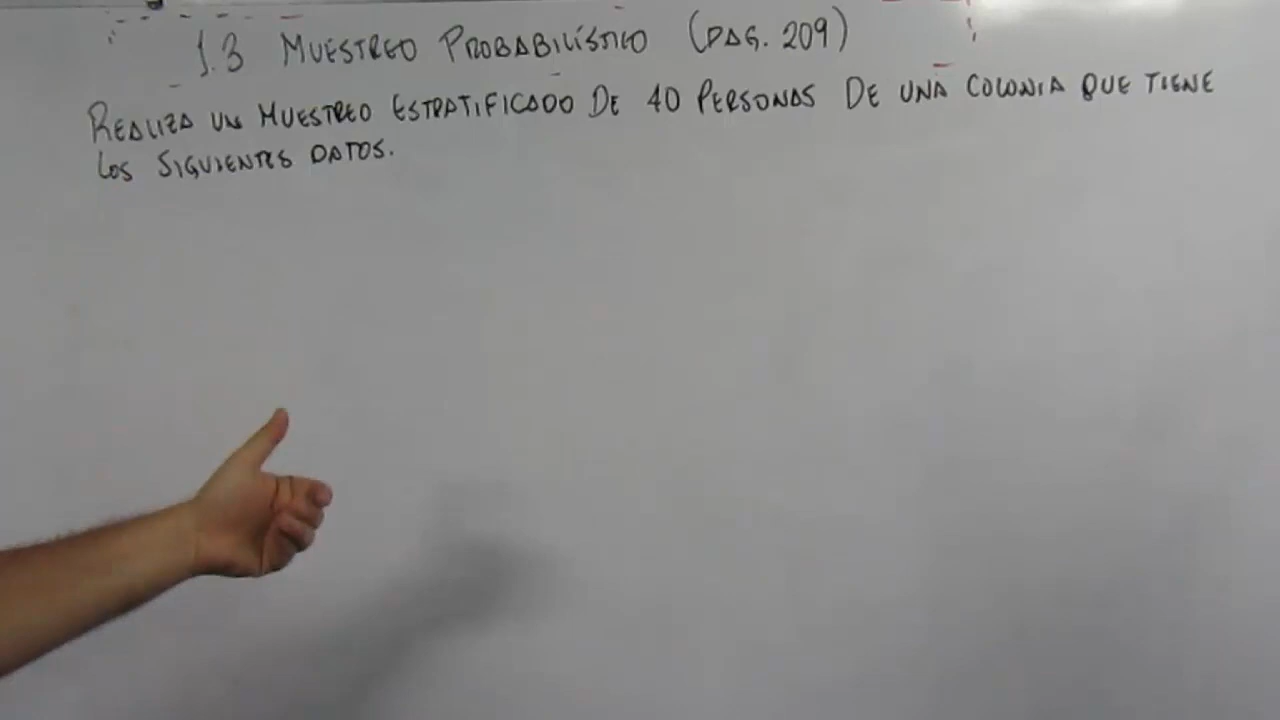 1.3 MUESTREO PROBABILÍSTICO (PAG. 209)
REALIZA UN MUESTREO ESTRATIFICADO DE 40 PERSONAS DE UNA COLONIA QUE TIENE
LOS SIGUIENTES DATOS.